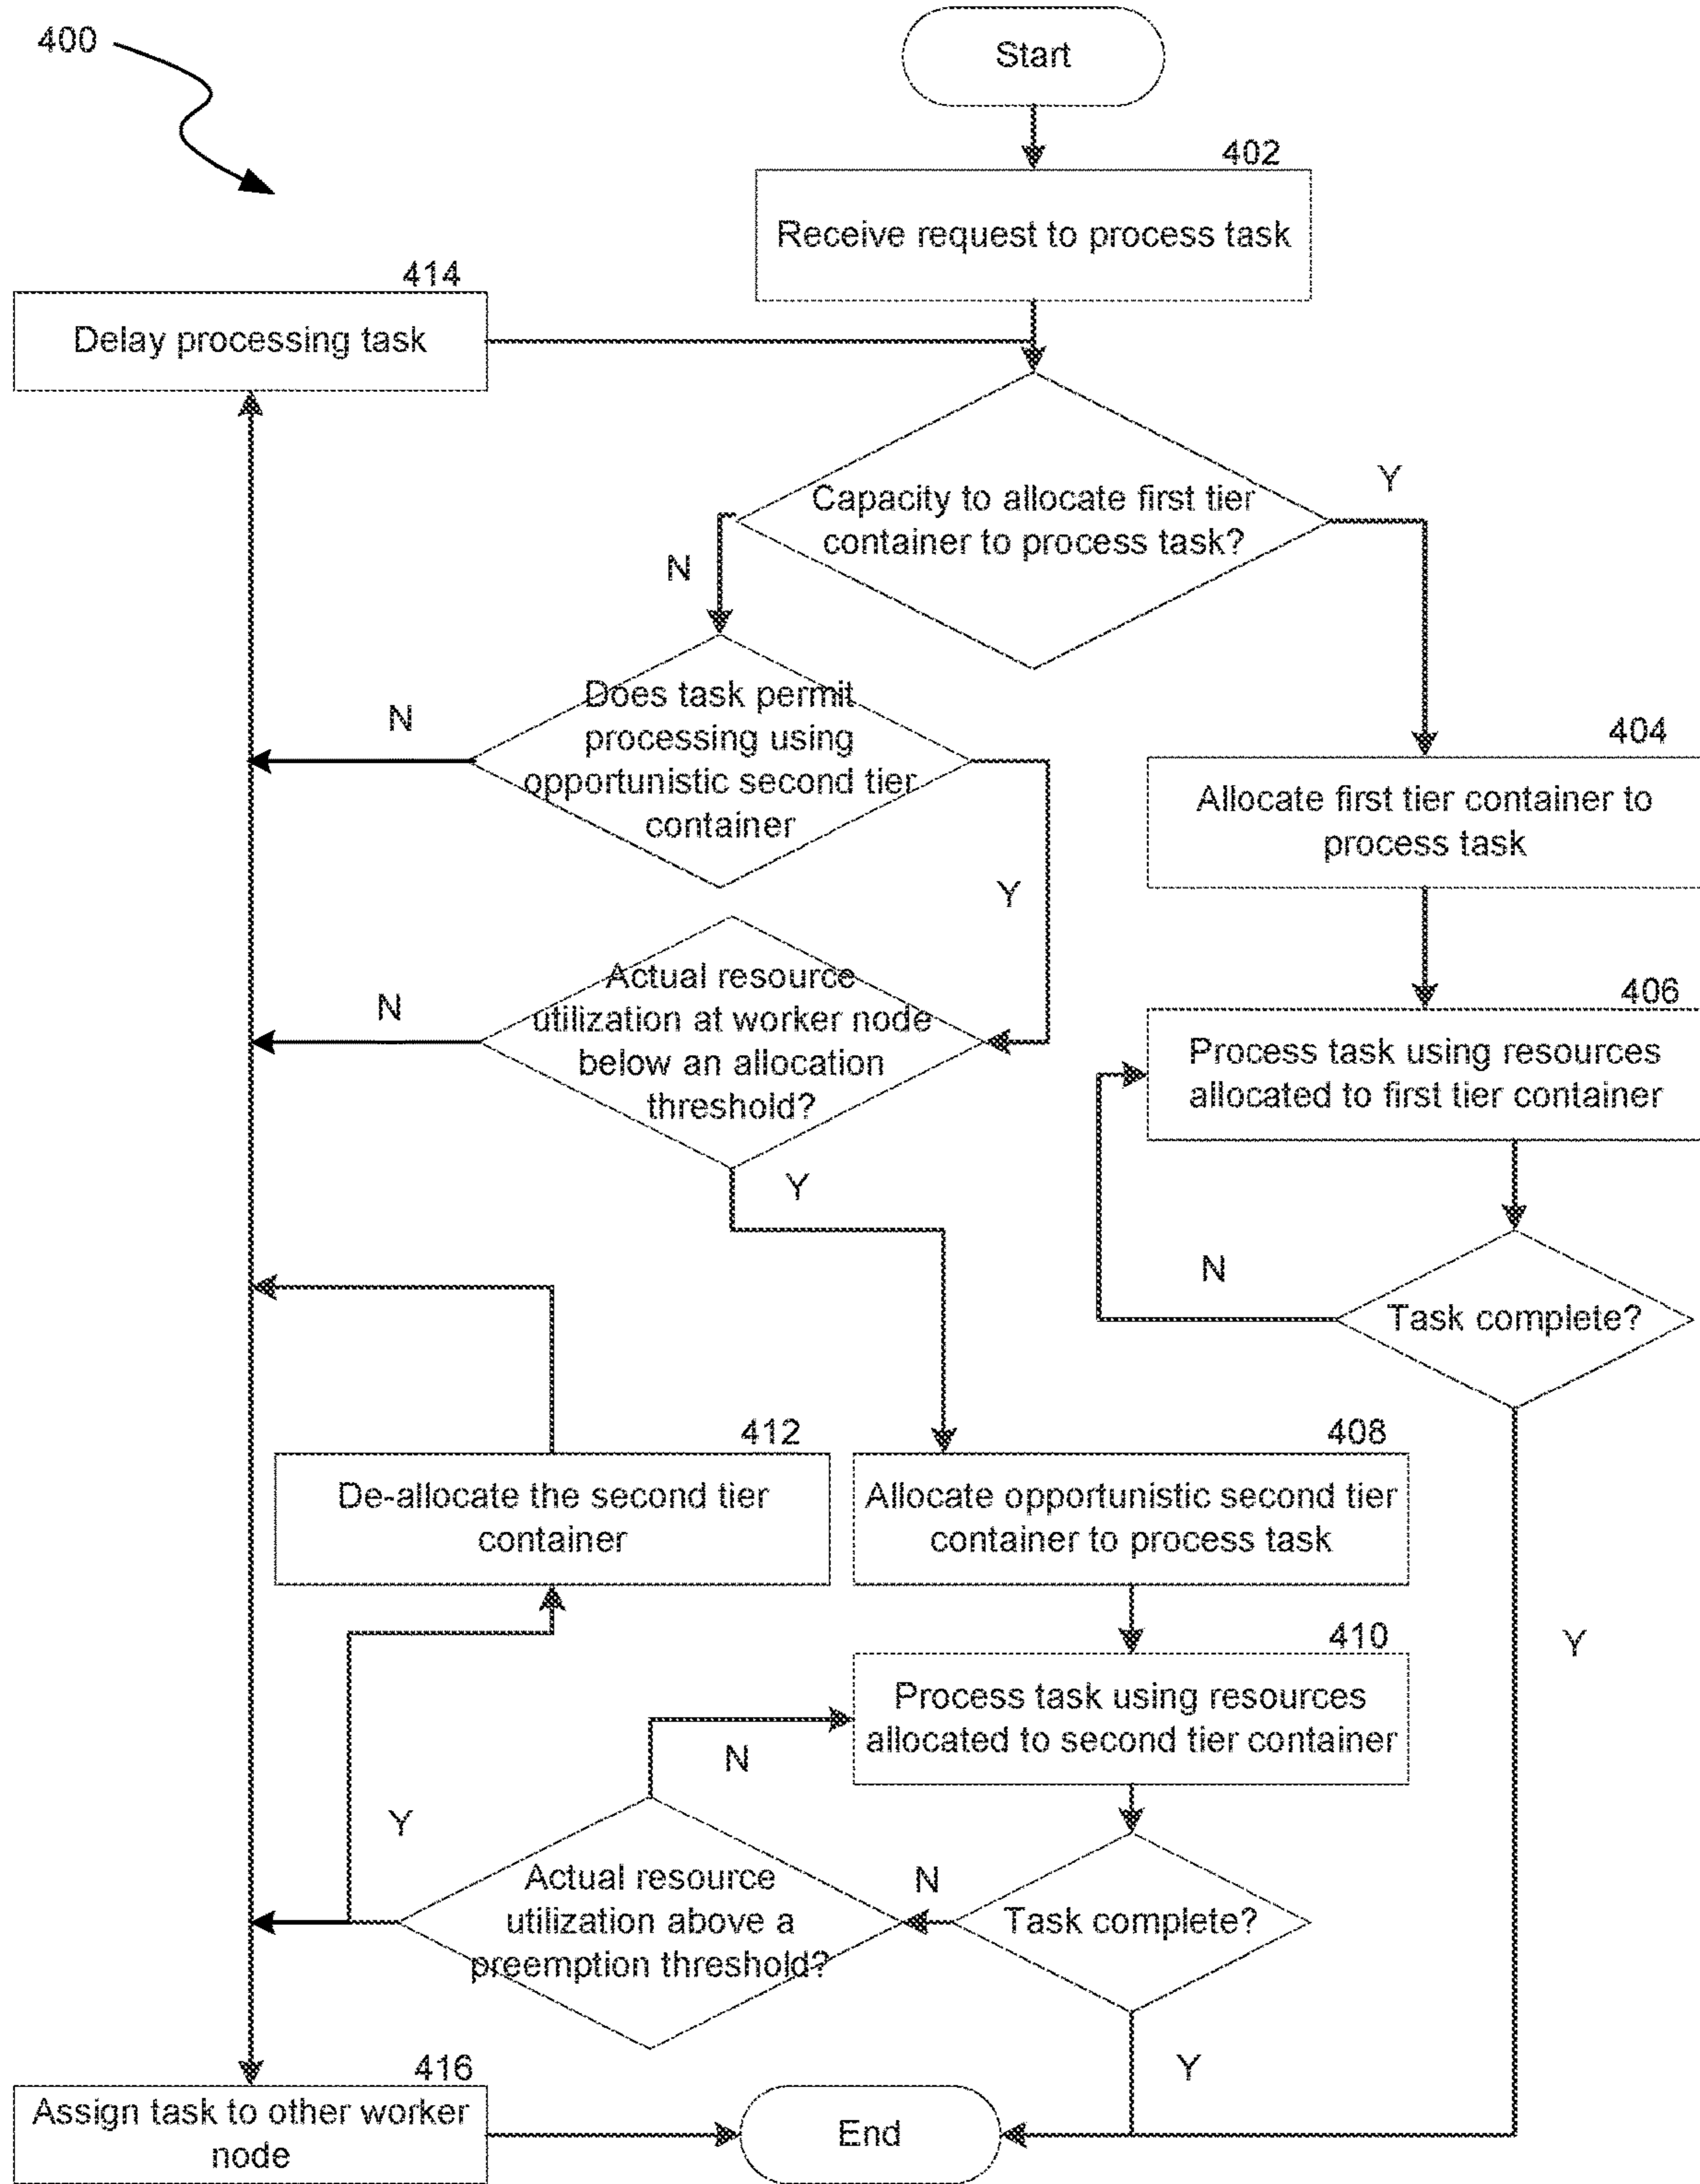 400
Start
402
Receive request to process task
414
Delay processing task
Capacity to allocate first tier
container to process task?
Y
N
Does task permit
processing using
opportunistic second tier
container
N
Y
404
Allocate first tier container to
process task
Actual resource
utilization at worker node
below an allocation
threshold?
N
Y
406
Process task using resources
allocated to first tier container
N
Task complete?
Y
412
De-allocate the second tier
container
408
Allocate opportunistic second tier
container to process task
410
Process task using resources
allocated to second tier container
N
Y
Actual resource
utilization above a
preemption threshold?
N
Task complete?
Y
416
Assign task to other worker
node
End